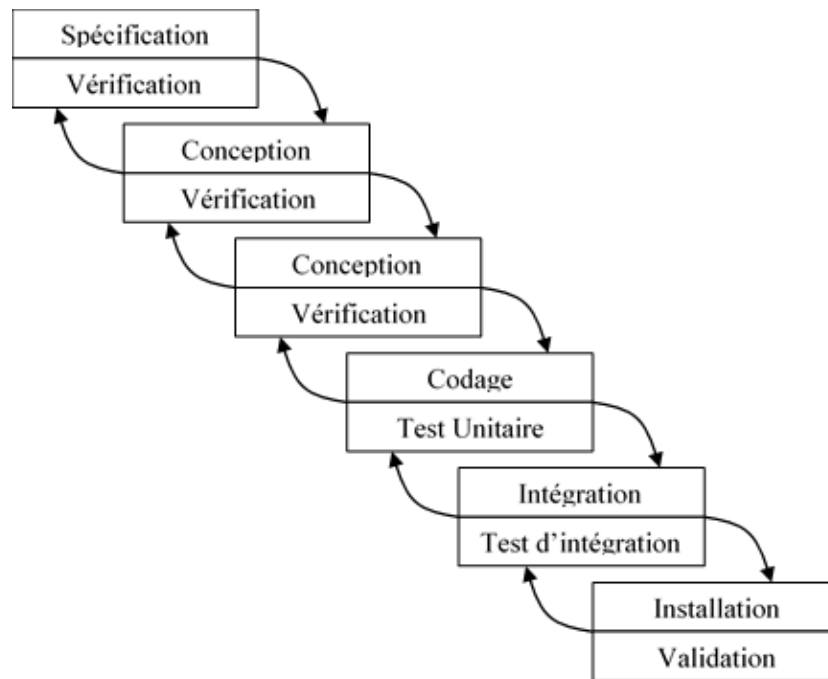 Spécification
Vérification
Conception
Vérification
Conception
Vérification
Codage
Test Unitaire
Intégration
Test d'intégration
Installation
Validation